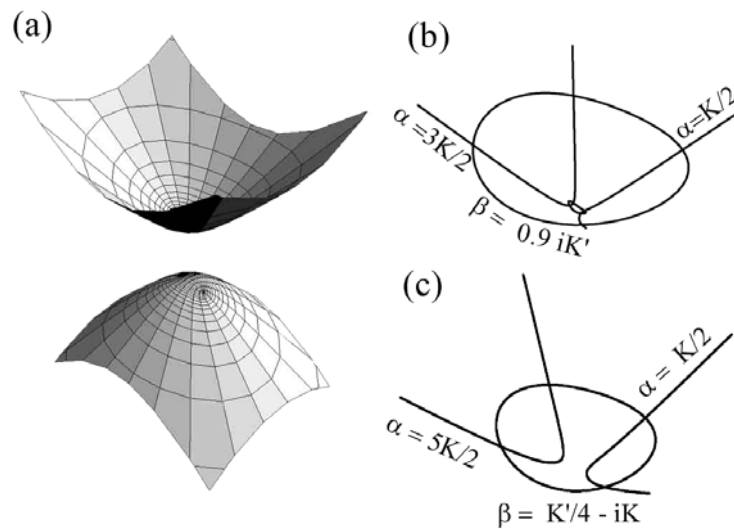 (a)
(b)
α =3K/2
α=K/2
β = 0.9 iK'
(c)
α = K/2
α = 5K/2
β = K'/4 - iK